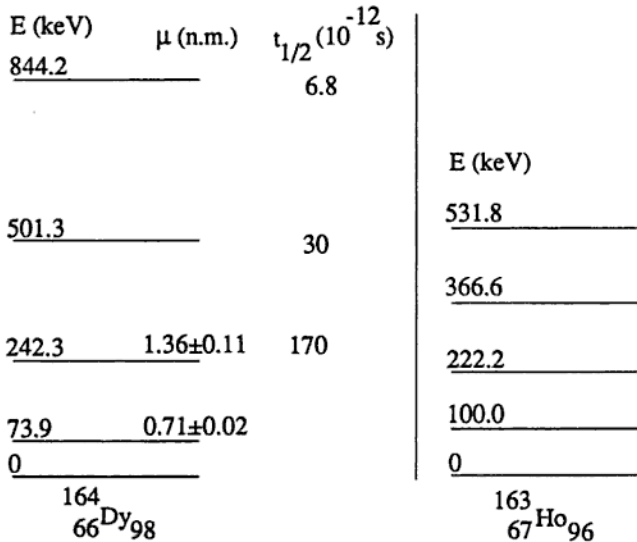 E (keV) μ (n.m.) t1/2 (10^-12 s)
844.2 6.8
501.3 30
242.3 1.36±0.11 170
73.9 0.71±0.02
0
164
66Dy98
E (keV)
531.8
366.6
222.2
100.0
0
163
67Ho96